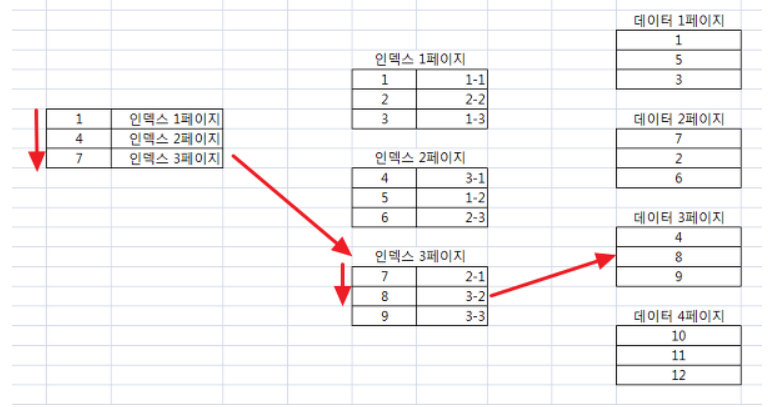 1 인덱스 1페이지
4 인덱스 2페이지
7 인덱스 3페이지
인덱스 1페이지
1 1-1
2 2-2
3 1-3
인덱스 2페이지
4 3-1
5 1-2
6 2-3
인덱스 3페이지
7 2-1
8 3-2
9 3-3
데이터 1페이지
1
5
3
데이터 2페이지
7
2
6
데이터 3페이지
4
8
9
데이터 4페이지
10
11
12